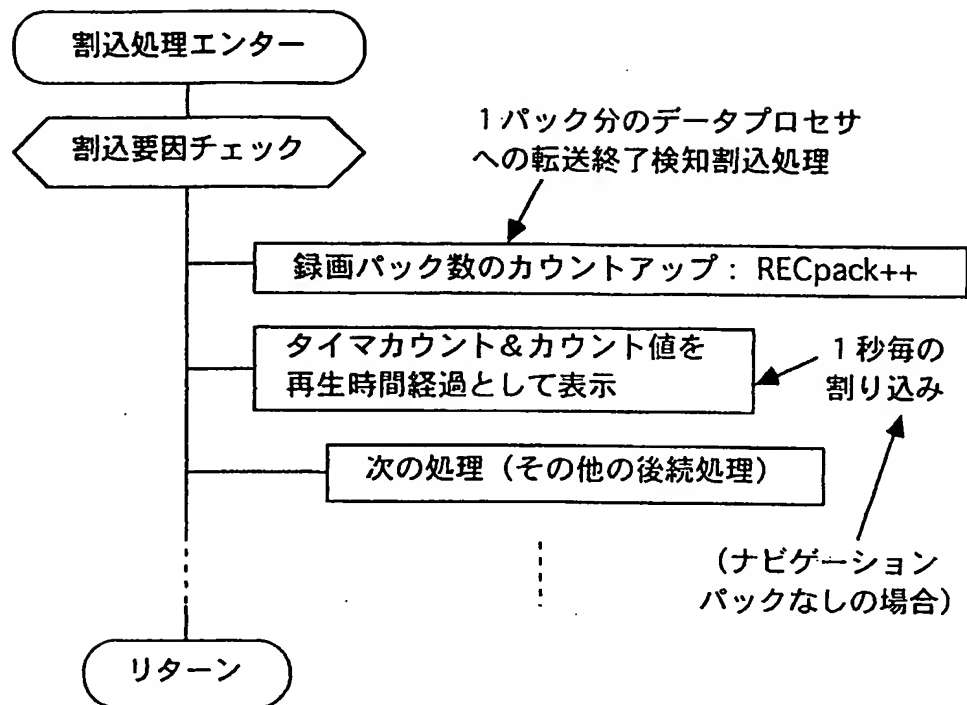 割込処理エンター
割込要因チェック
1パック分のデータプロセサ
への転送終了検知割込処理
録画パック数のカウントアップ： RECpack++
タイマカウント＆カウント値を
再生時間経過として表示
1秒毎の
割り込み
次の処理（その他の後続処理）
（ナビゲーション
パックなしの場合）
リターン